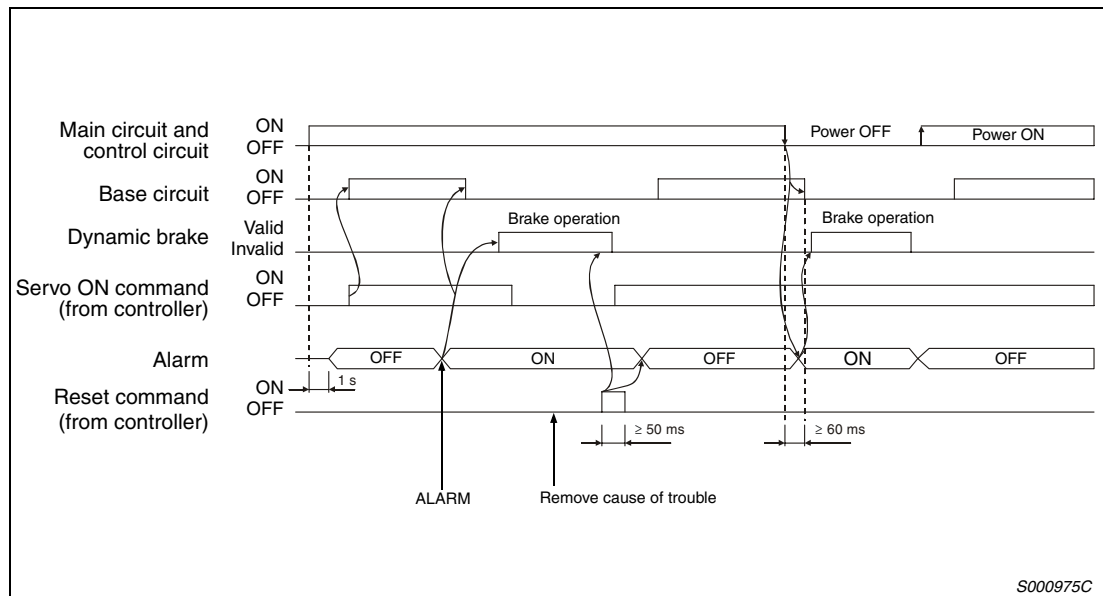 Main circuit and
control circuit
ON
OFF
Power OFF
Power ON
Base circuit
ON
OFF
Dynamic brake
Valid
Invalid
Brake operation
Brake operation
Servo ON command
(from controller)
ON
OFF
Alarm
OFF
ON
OFF
ON
OFF
1 s
Reset command
(from controller)
ON
OFF
≥ 50 ms
≥ 60 ms
ALARM
Remove cause of trouble
S000975C